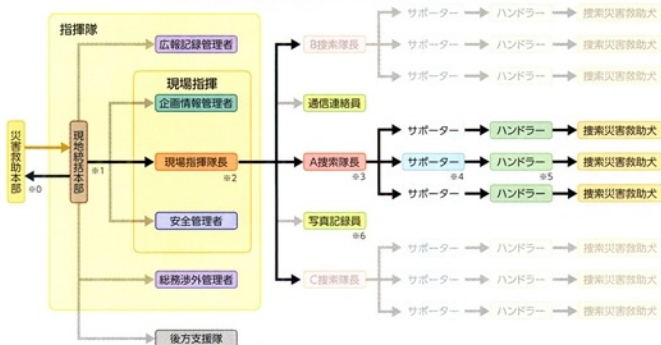 指揮隊
広報記録管理者
現場指揮
企画情報管理者
災害救助本部
※0
現地統括本部
※1
現場指揮隊長
※2
安全管理者
総務渉外管理者
後方支援隊
B捜索隊長
通信連絡員
A捜索隊長
※3
写真記録員
※6
C捜索隊長
サポーター ハンドラー 捜索災害救助犬
サポーター ハンドラー 捜索災害救助犬
サポーター ハンドラー 捜索災害救助犬
サポーター ハンドラー 捜索災害救助犬
サポーター ※4 ハンドラー ※5 捜索災害救助犬
サポーター ハンドラー 捜索災害救助犬
サポーター ハンドラー 捜索災害救助犬
サポーター ハンドラー 捜索災害救助犬
サポーター ハンドラー 捜索災害救助犬